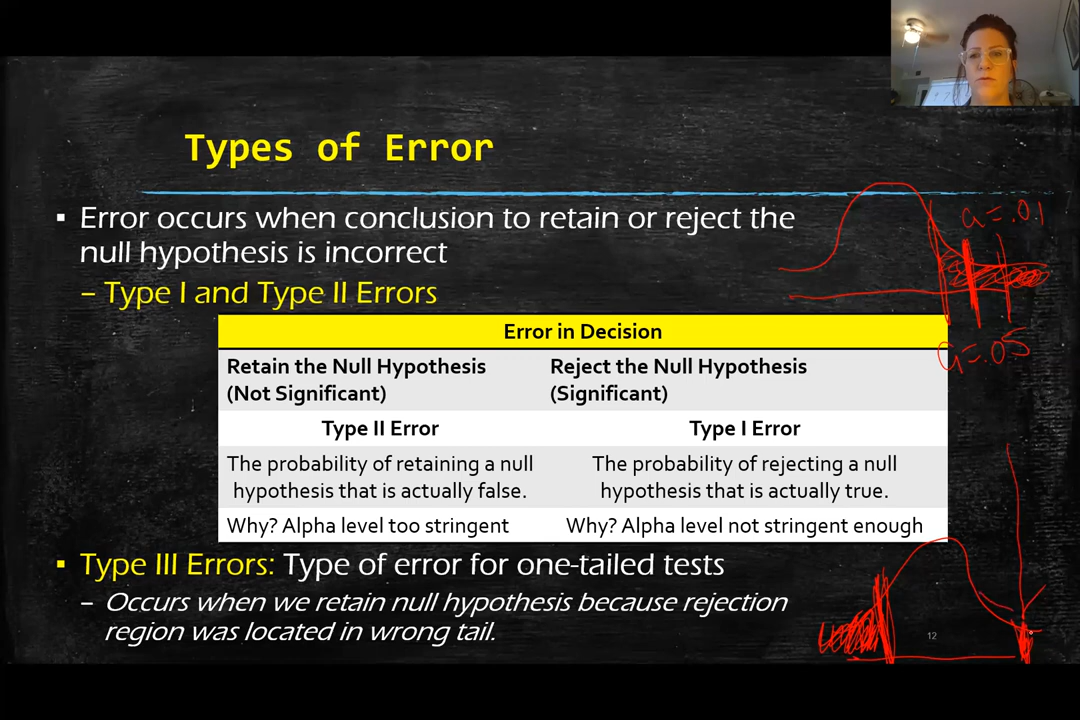 Types of Error
▪ Error occurs when conclusion to retain or reject the
null hypothesis is incorrect
– Type I and Type II Errors
a = .01
a = .05
Error in Decision
Retain the Null Hypothesis
(Not Significant)
Reject the Null Hypothesis
(Significant)
Type II Error
Type I Error
The probability of retaining a null
hypothesis that is actually false.
The probability of rejecting a null
hypothesis that is actually true.
Why? Alpha level too stringent
Why? Alpha level not stringent enough
▪ Type III Errors: Type of error for one-tailed tests
– Occurs when we retain null hypothesis because rejection
region was located in wrong tail.
12